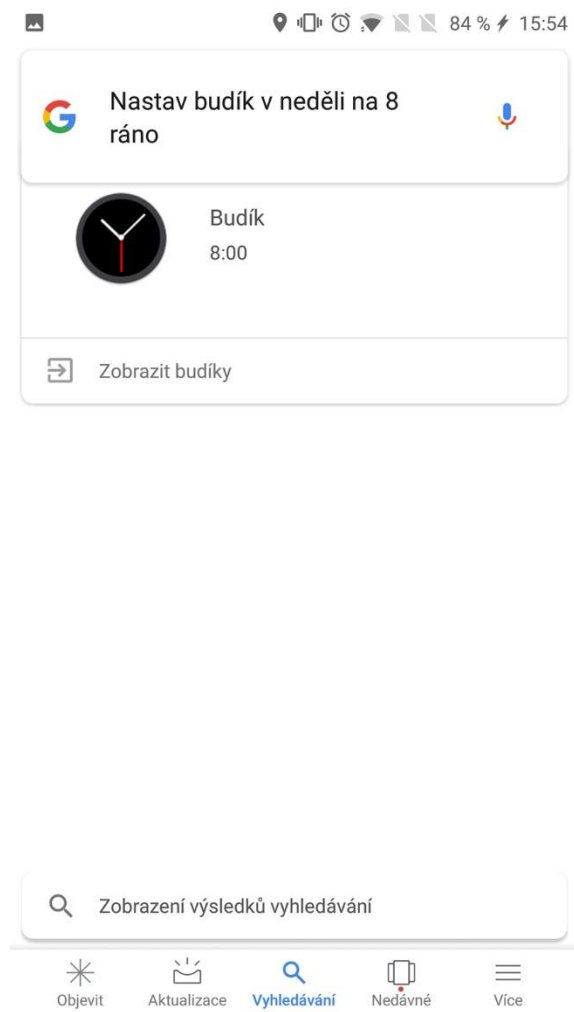 84 % 15:54
Nastav budík v neděli na 8
ráno
Budík
8:00
Zobrazit budíky
Zobrazení výsledků vyhledávání
Objevit Aktualizace Vyhledávání Nedávné Více